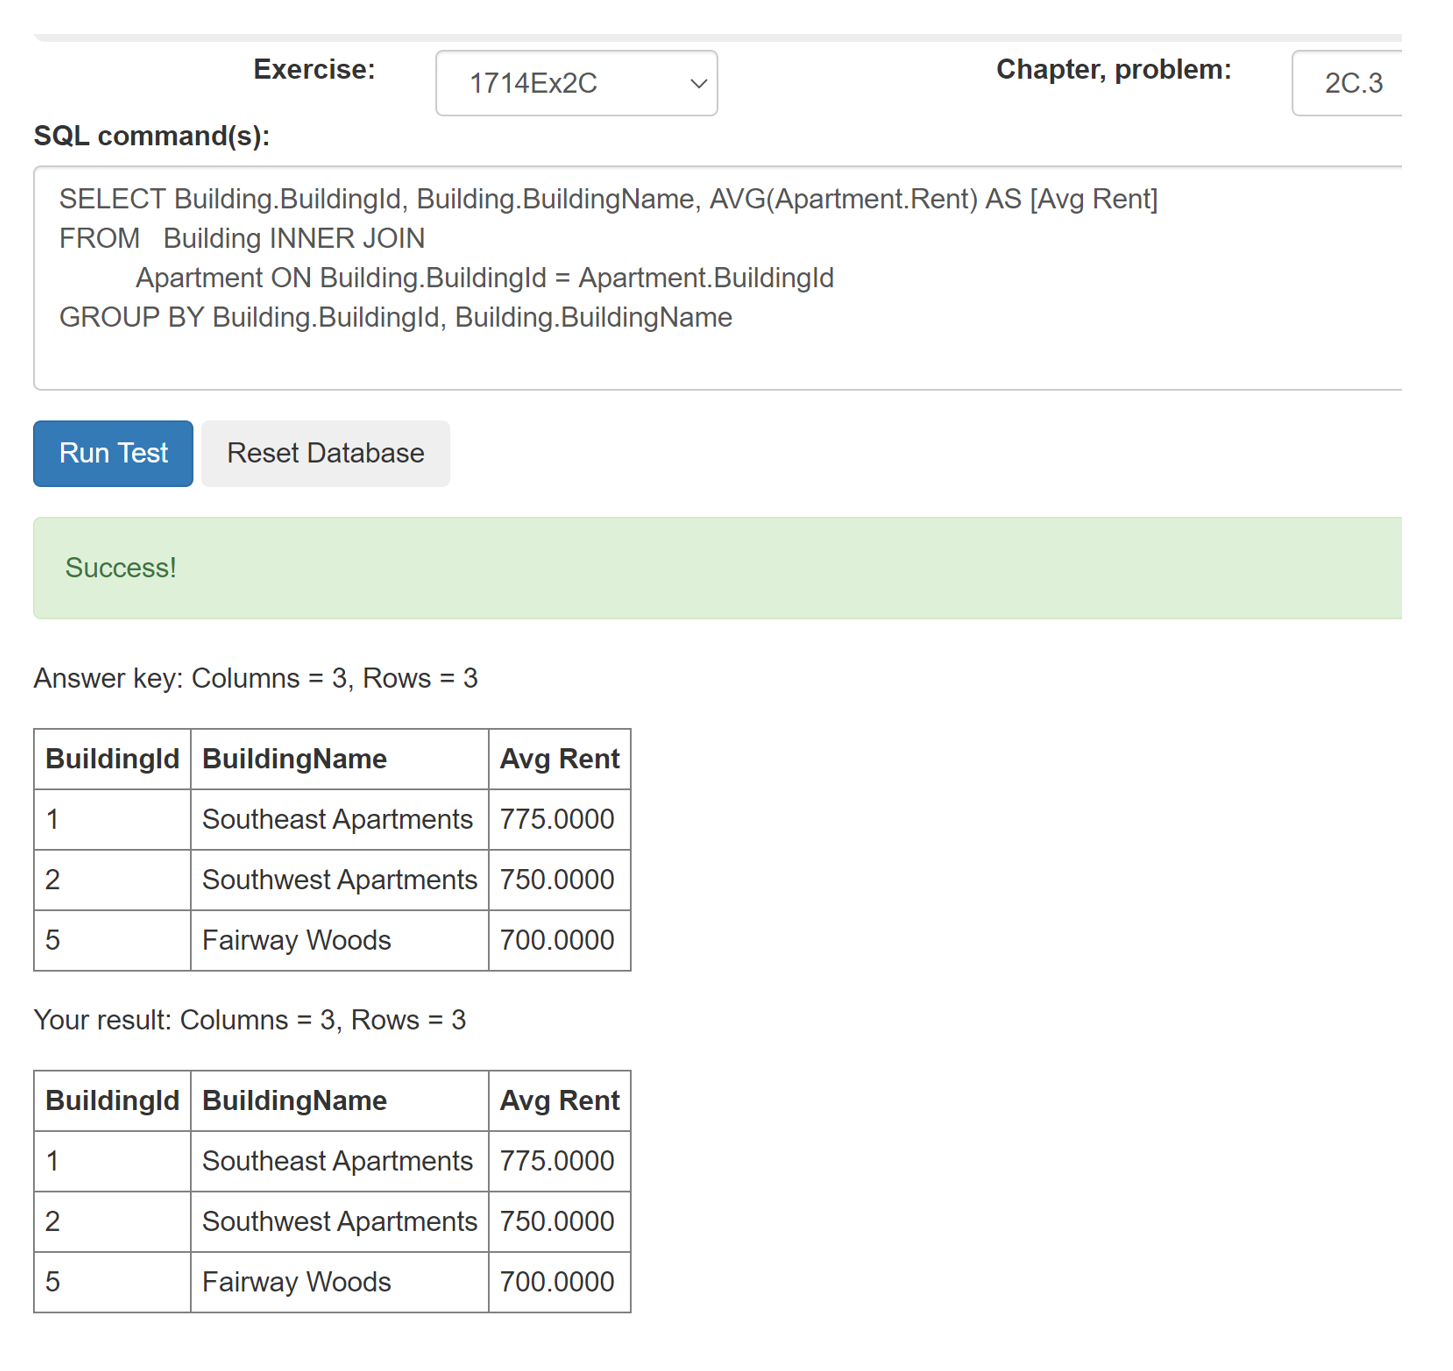 Exercise: 1714Ex2C Chapter, problem: 2C.3
SQL command(s):
SELECT Building.BuildingId, Building.BuildingName, AVG(Apartment.Rent) AS [Avg Rent]
FROM   Building INNER JOIN
Apartment ON Building.BuildingId = Apartment.BuildingId
GROUP BY Building.BuildingId, Building.BuildingName
Run Test Reset Database
Success!
Answer key: Columns = 3, Rows = 3
BuildingId BuildingName Avg Rent
1 Southeast Apartments 775.0000
2 Southwest Apartments 750.0000
5 Fairway Woods 700.0000
Your result: Columns = 3, Rows = 3
BuildingId BuildingName Avg Rent
1 Southeast Apartments 775.0000
2 Southwest Apartments 750.0000
5 Fairway Woods 700.0000